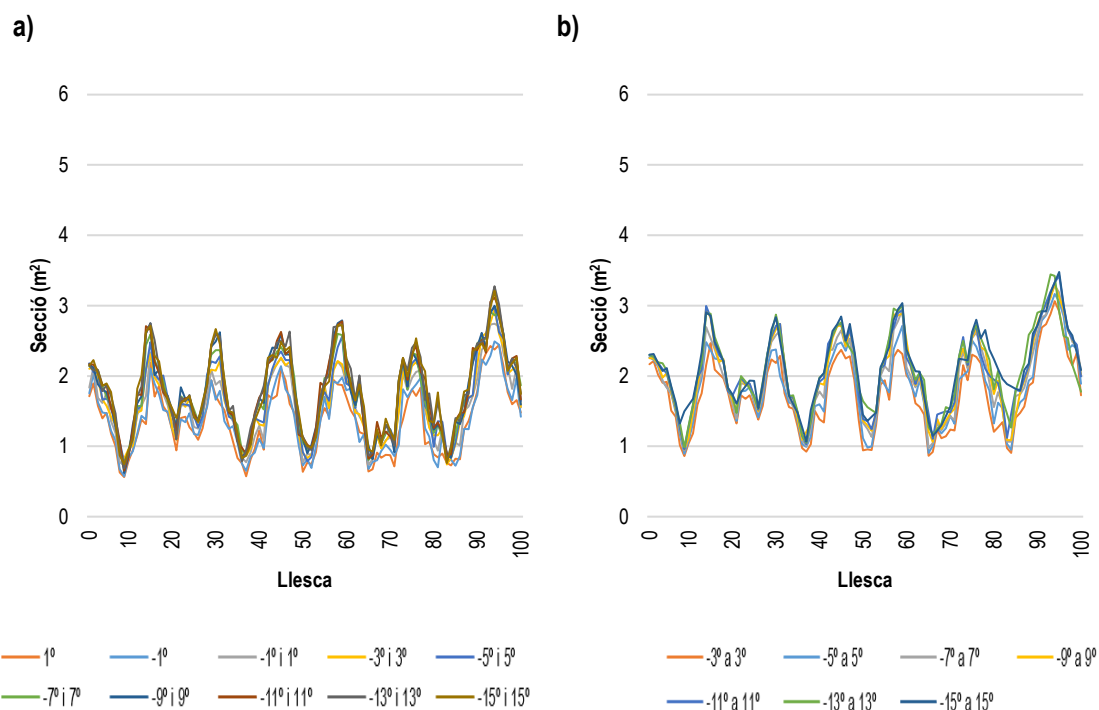 a)
Secció (m²)
6
5
4
3
2
1
0
0 10 20 30 40 50 60 70 80 90 100
Llesca
1º -1º -1º i 1º -3º i 3º -5º i 5º
-7º i 7º -9º i 9º -11º i 11º -13º i 13º -15º i 15º
b)
Secció (m²)
6
5
4
3
2
1
0
0 10 20 30 40 50 60 70 80 90 100
Llesca
-3º a 3º -5º a 5º -7º a 7º -9º a 9º
-11º a 11º -13º a 13º -15º a 15º